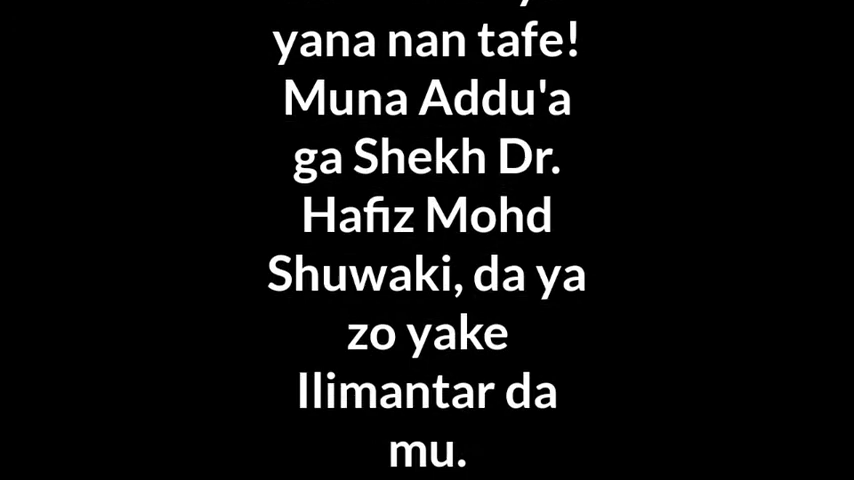 yana nan tafe!
Muna Addu'a
ga Shekh Dr.
Hafiz Mohd
Shuwaki, da ya
zo yake
Ilimantar da
mu.